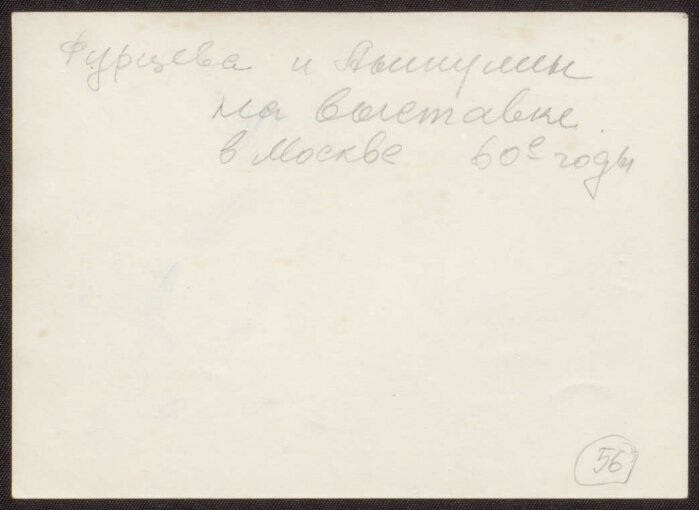 Фурцева и
на выставке
в Москве 60е годы
56